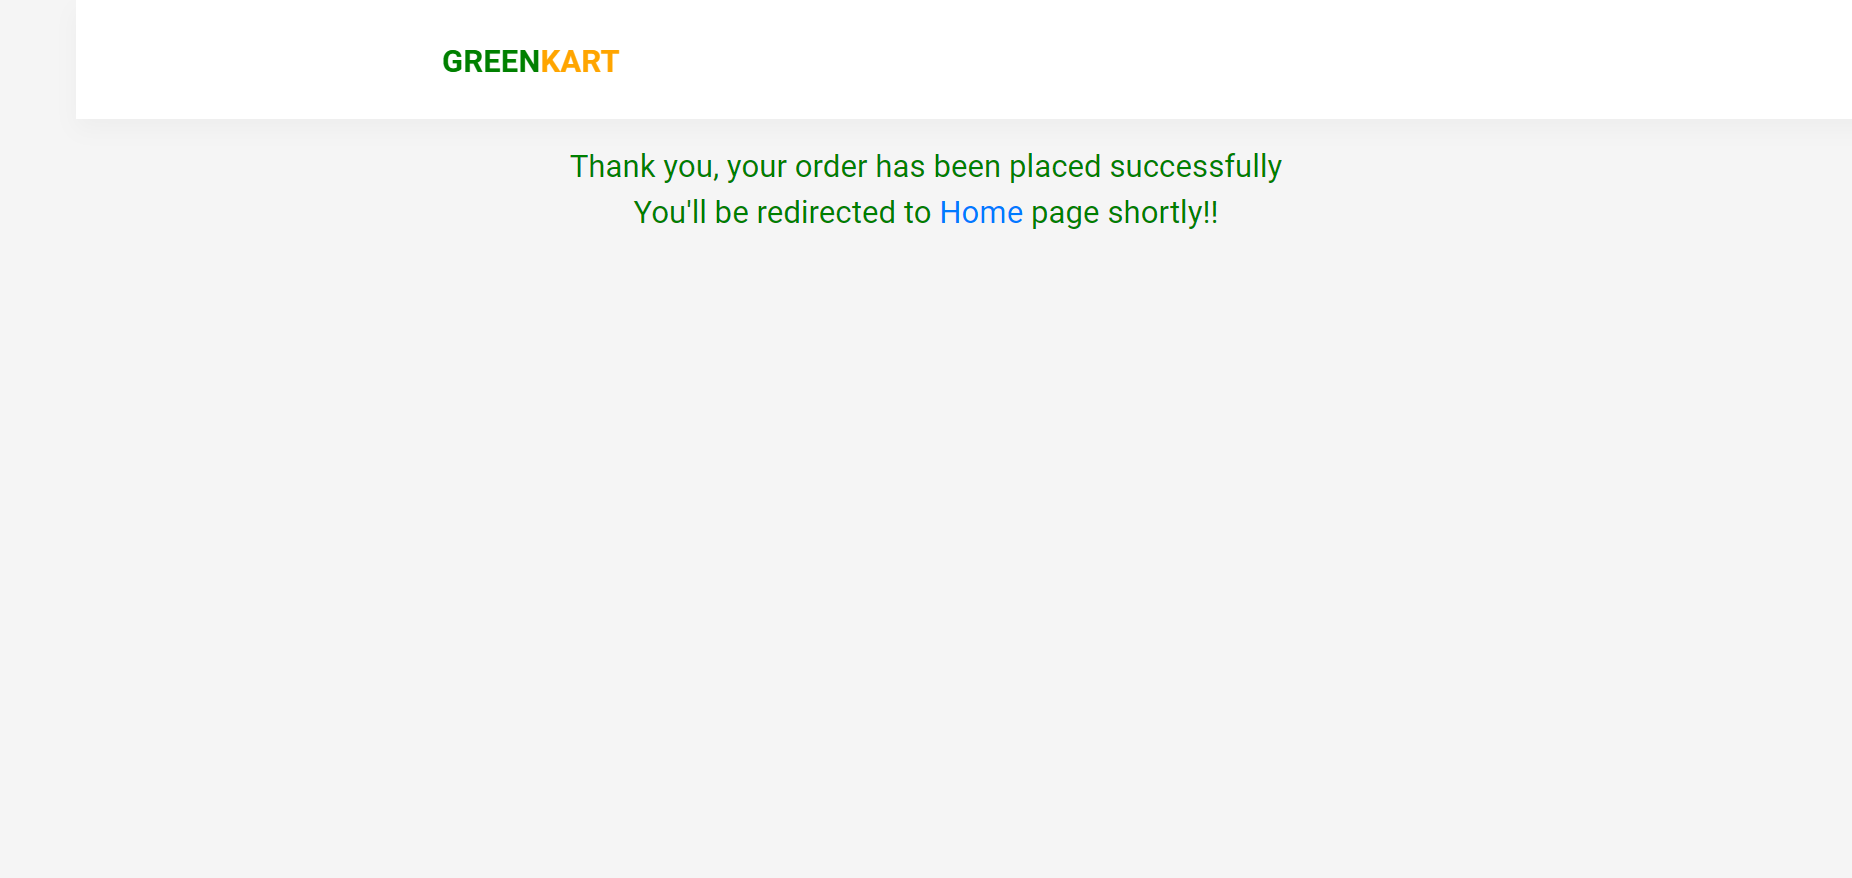 GREENKART
Thank you, your order has been placed successfully
You'll be redirected to Home page shortly!!